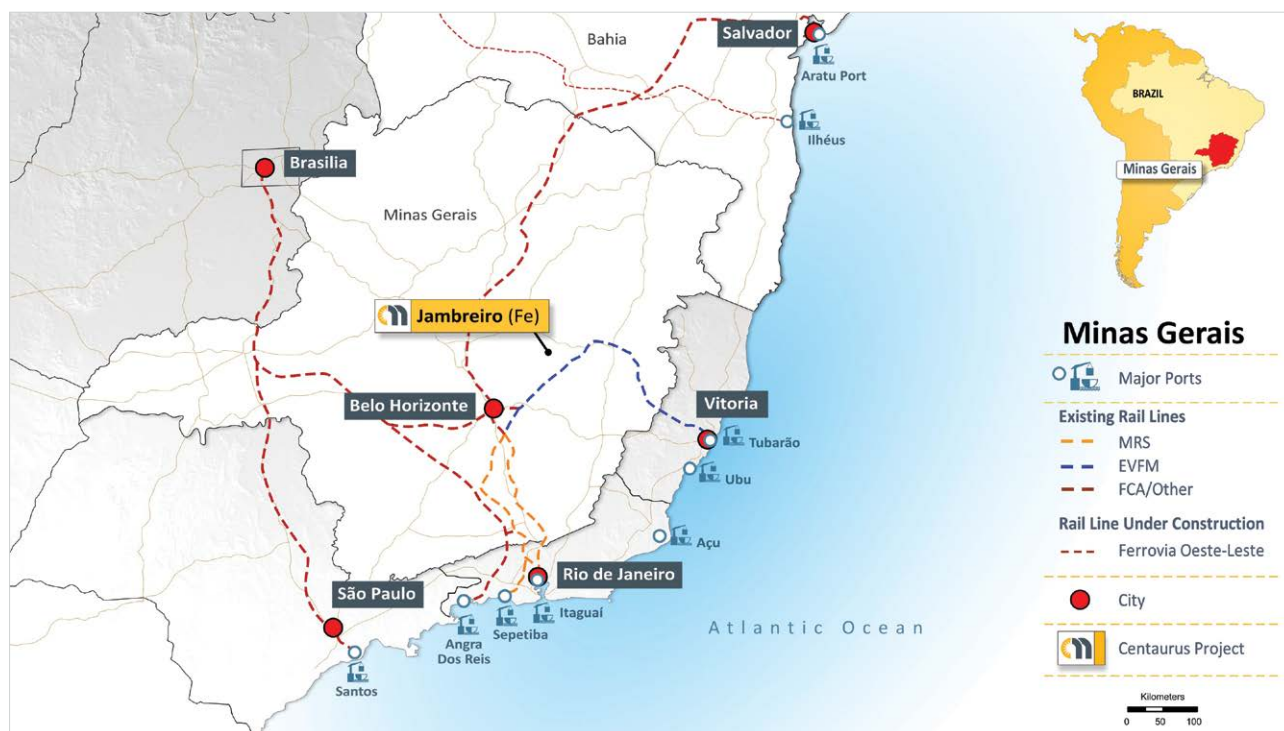 Bahia
Salvador
Aratu Port
Ilhéus
Brasilia
Minas Gerais
Jambreiro (Fe)
Belo Horizonte
Vitoria
Tubarão
Ubu
Açu
Rio de Janeiro
São Paulo
Itaguaí
Sepetiba
Angra
Dos Reis
Santos
Atlantic Ocean
BRAZIL
Minas Gerais
Minas Gerais
Major Ports
Existing Rail Lines
MRS
EVFM
FCA/Other
Rail Line Under Construction
Ferrovia Oeste-Leste
City
Centaurus Project
Kilometers
0 50 100